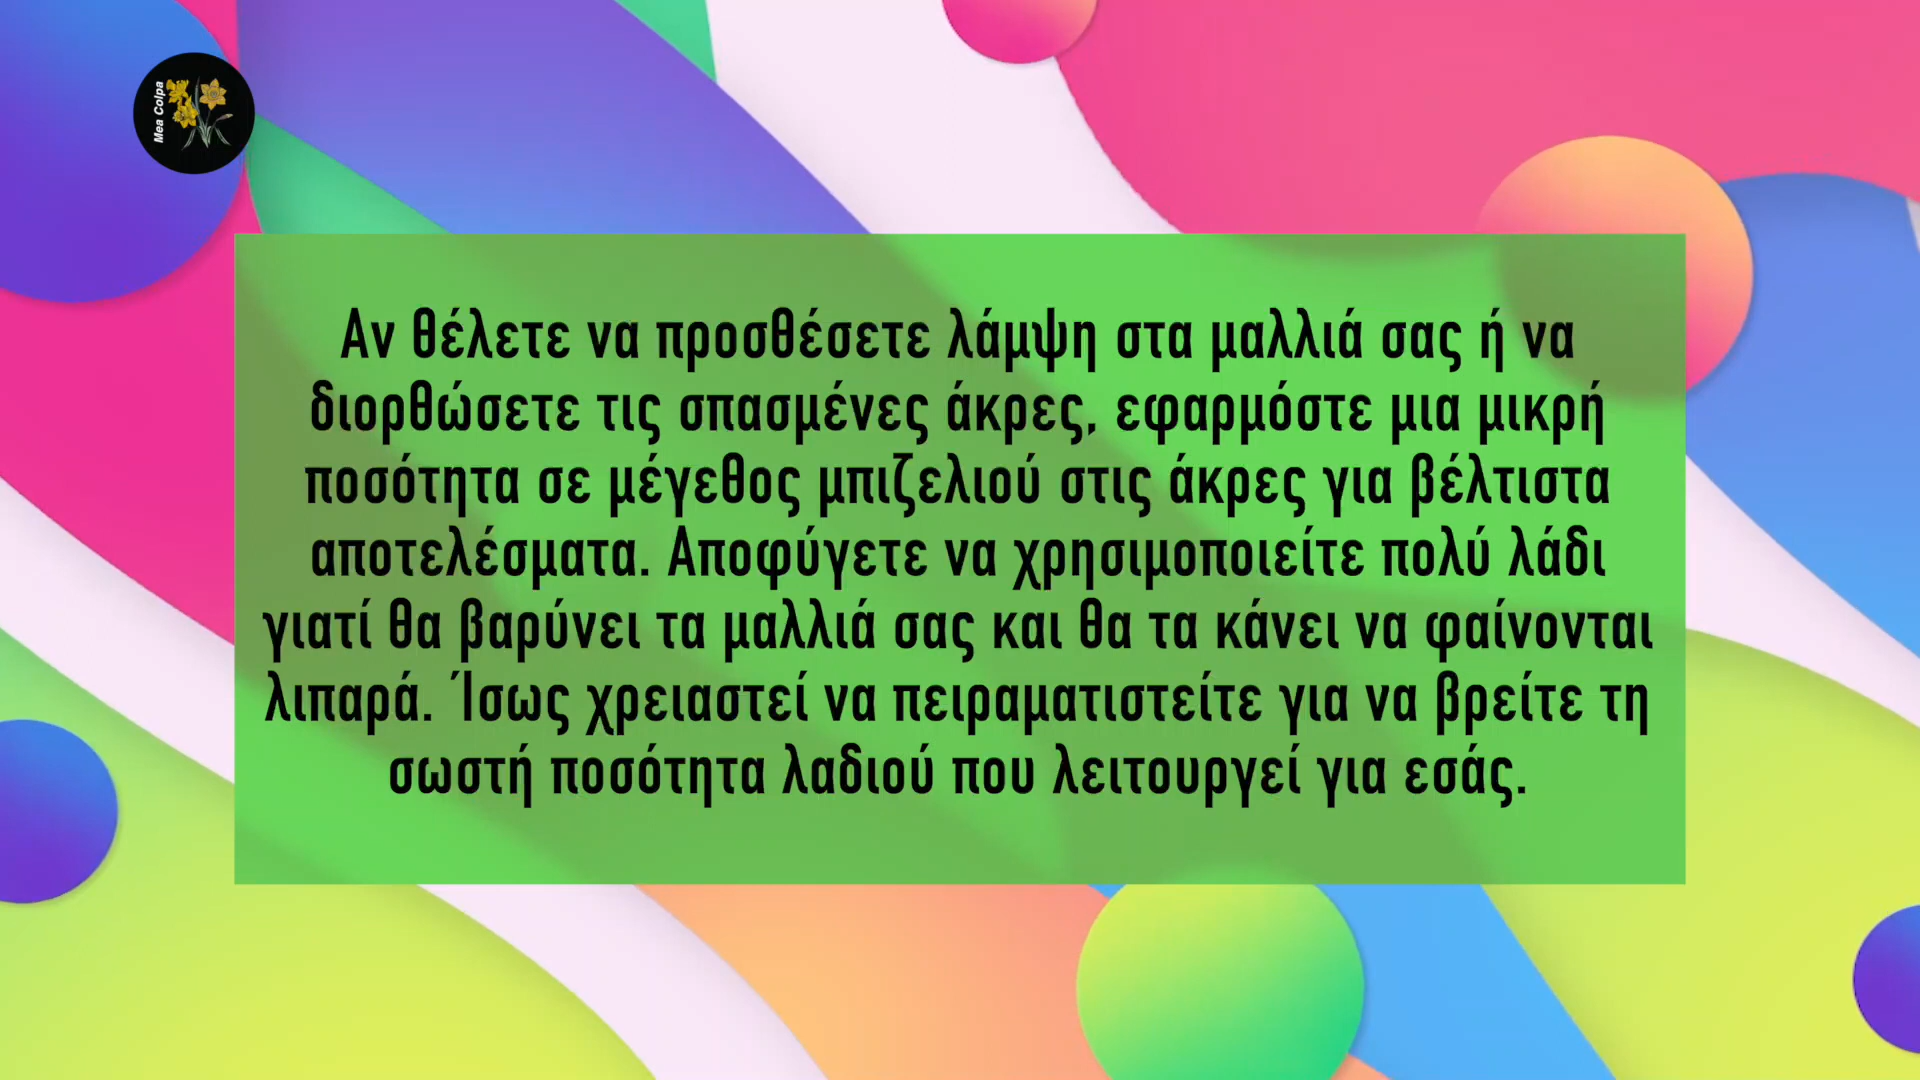 Mea Colpa
Αν θέλετε να προσθέσετε λάμψη στα μαλλιά σας ή να
διορθώσετε τις σπασμένες άκρες, εφαρμόστε μια μικρή
ποσότητα σε μέγεθος μπιζελιού στις άκρες για βέλτιστα
αποτελέσματα. Αποφύγετε να χρησιμοποιείτε πολύ λάδι
γιατί θα βαρύνει τα μαλλιά σας και θα τα κάνει να φαίνονται
λιπαρά. Ίσως χρειαστεί να πειραματιστείτε για να βρείτε τη
σωστή ποσότητα λαδιού που λειτουργεί για εσάς.